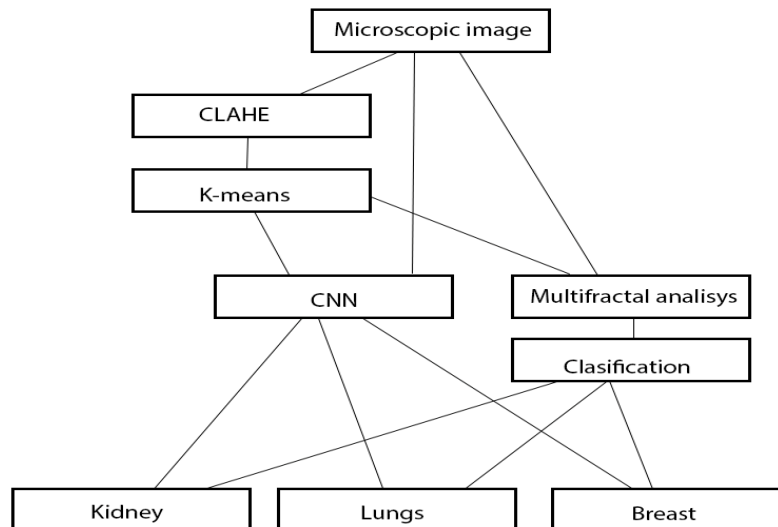 Microscopic image
CLAHE
K-means
CNN
Multifractal analisys
Clasification
Kidney
Lungs
Breast